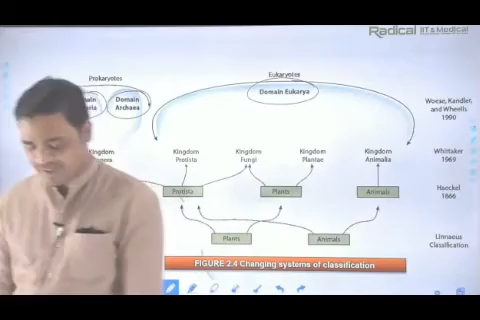 Radical IIT & Medical
Prokaryotes
Eukaryotes
Domain
Archaea
Domain Eukarya
Woese, Kandler,
and Wheelis
1990
Kingdom
Kingdom
Protista
Kingdom
Fungi
Kingdom
Plantae
Kingdom
Animalia
Whittaker
1969
Protista
Plants
Animals
Haeckel
1866
Plants
Animals
Linnaeus
Classification
FIGURE 2.4 Changing systems of classification